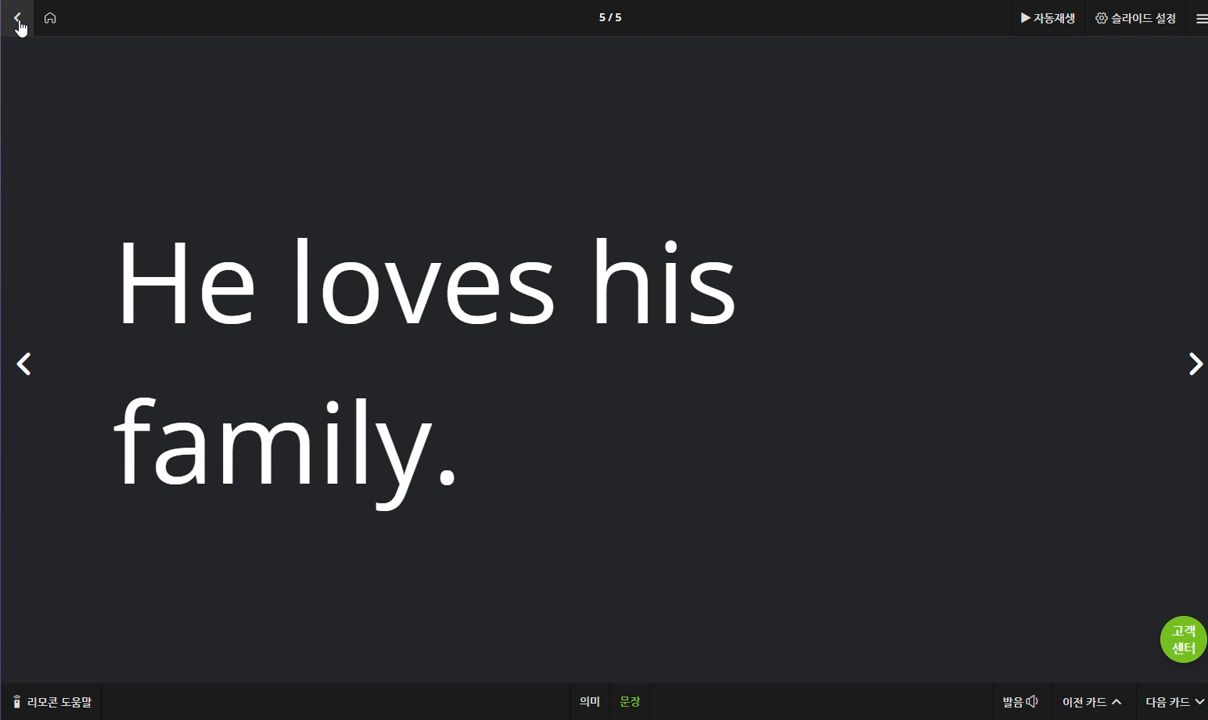 5 / 5
자동재생
슬라이드 설정
He loves his
family.
고객
센터
리모콘 도움말
의미
문장
발음
이전 카드
다음 카드